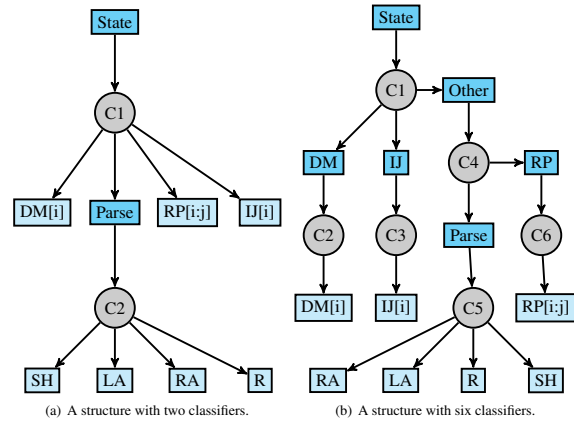 State
C1
DM[i]
Parse
RP[i:j]
IJ[i]
C2
SH
LA
RA
R
(a) A structure with two classifiers.
State
C1
Other
DM
IJ
C4
RP
C2
C3
Parse
C6
DM[i]
IJ[i]
C5
RP[i:j]
RA
LA
R
SH
(b) A structure with six classifiers.